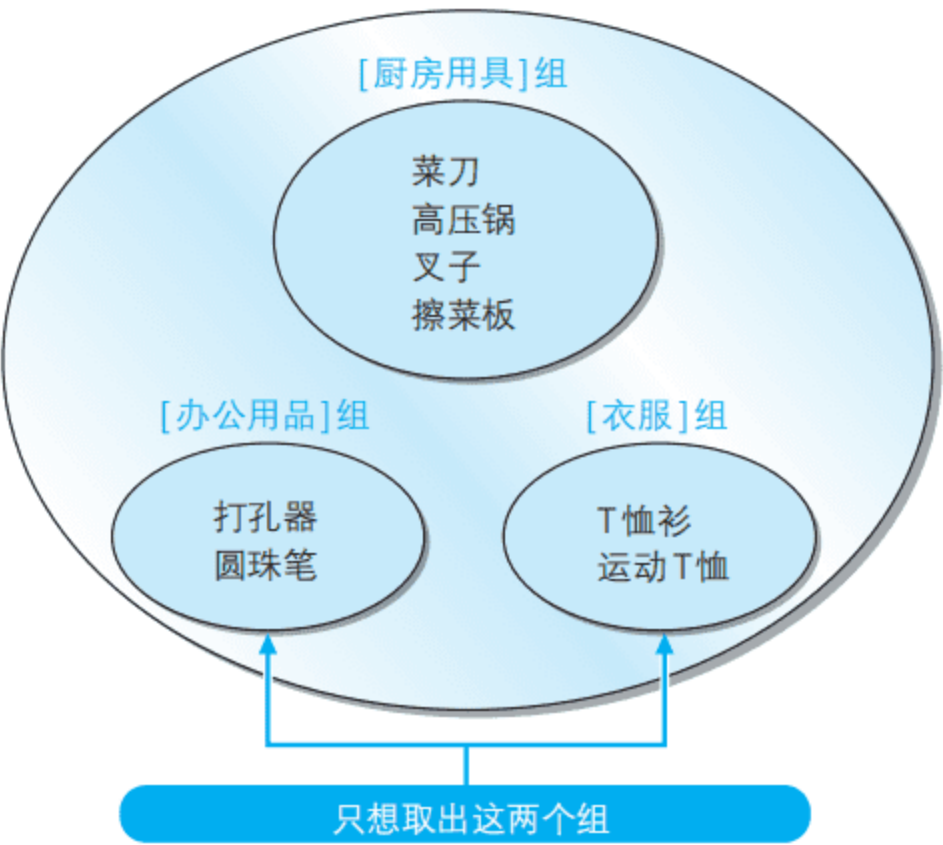 [厨房用具]组
菜刀
高压锅
叉子
擦菜板
[办公用品]组
打孔器
圆珠笔
[衣服]组
T恤衫
运动T恤
只想取出这两个组